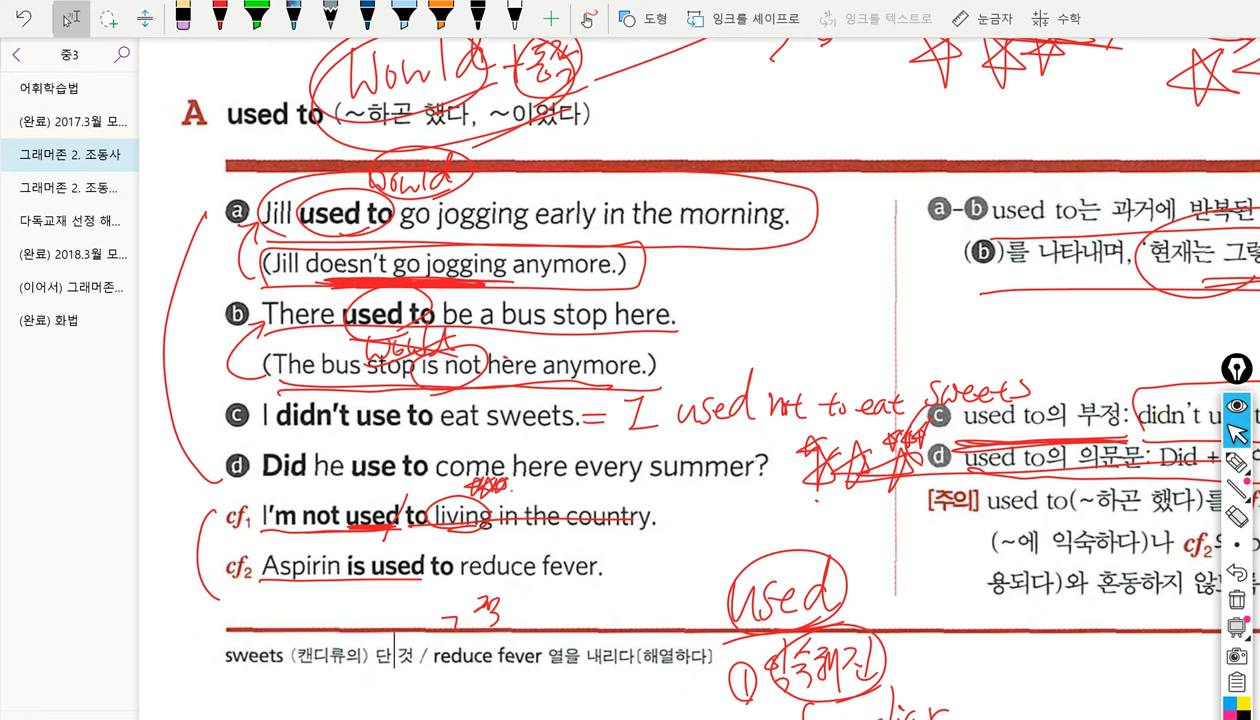 도형
잉크를 셰이프로
잉크를 텍스트로
눈금자
수학
중3
어휘학습법
(완료) 2017.3월 모...
그래머존 2. 조동사
그래머존 2. 조동...
다독교재 선정 해...
(완료) 2018.3월 모...
(이어서) 그래머존...
(완료) 화법
Would + 동작
A used to (~하곤 했다, ~이었다)
would
a Jill used to go jogging early in the morning.
(Jill doesn't go jogging anymore.)
b There used to be a bus stop here.
would
(The bus stop is not here anymore.)
c I didn't use to eat sweets. = I used not to eat sweets
d Did he use to come here every summer?
cf1 I'm not used to living in the country.
cf2 Aspirin is used to reduce fever.
sweets (캔디류의) 단 것 / reduce fever 열을 내리다[해열하다]
a-b used to는 과거에 반복된
(b)를 나타내며, '현재는 그렇
c used to의 부정: didn't u
d used to의 의문문: Did +
[주의] used to(~하곤 했다)를
(~에 익숙하다)나 cf2의
용되다)와 혼동하지 않
used
① 익숙해진